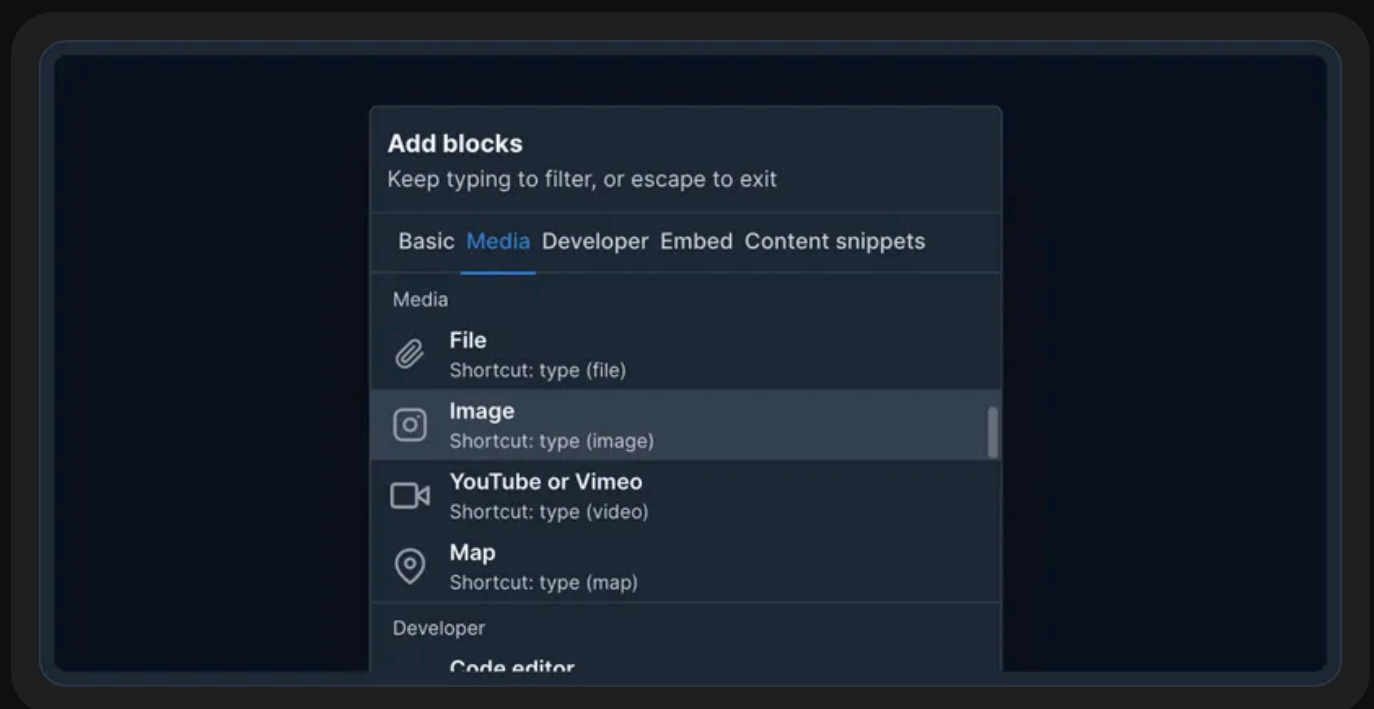 Add blocks
Keep typing to filter, or escape to exit
Basic Media Developer Embed Content snippets
Media
File
Shortcut: type (file)
Image
Shortcut: type (image)
YouTube or Vimeo
Shortcut: type (video)
Map
Shortcut: type (map)
Developer
Code editor